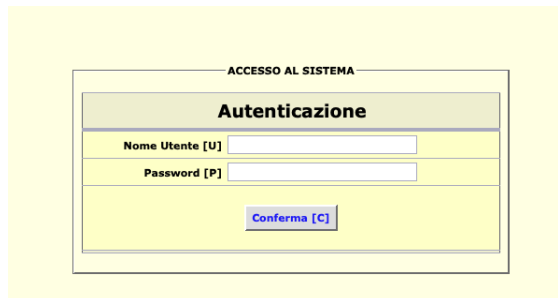 ACCESSO AL SISTEMA
Autenticazione
Nome Utente [U]
Password [P]
Conferma [C]